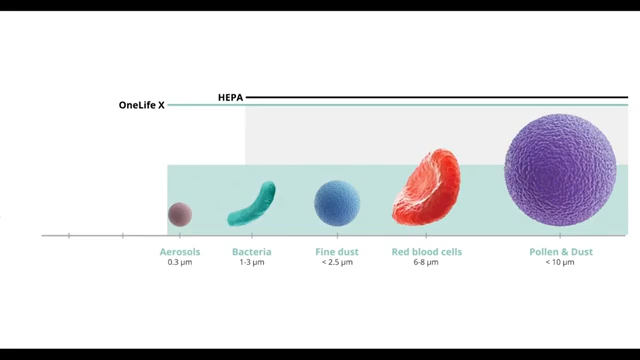 HEPA
OneLife X
Aerosols Bacteria Fine dust Red blood cells Pollen & Dust
0.3 μm 1-3 μm < 2.5 μm 6-8 μm < 10 μm